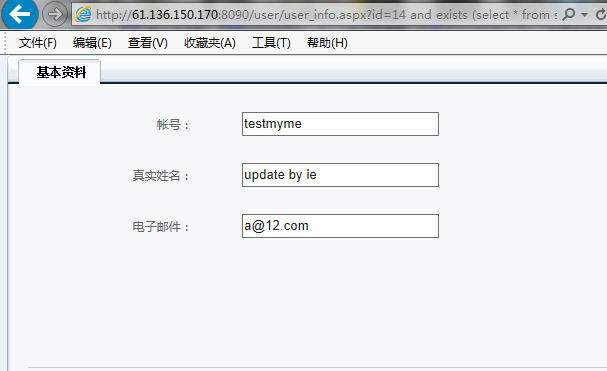 http://61.136.150.170:8090/user/user_info.aspx?id=14 and exists (select * from s
文件(F) 编辑(E) 查看(V) 收藏夹(A) 工具(T) 帮助(H)
基本资料
帐号： testmyme
真实姓名： update by ie
电子邮件： a@12.com